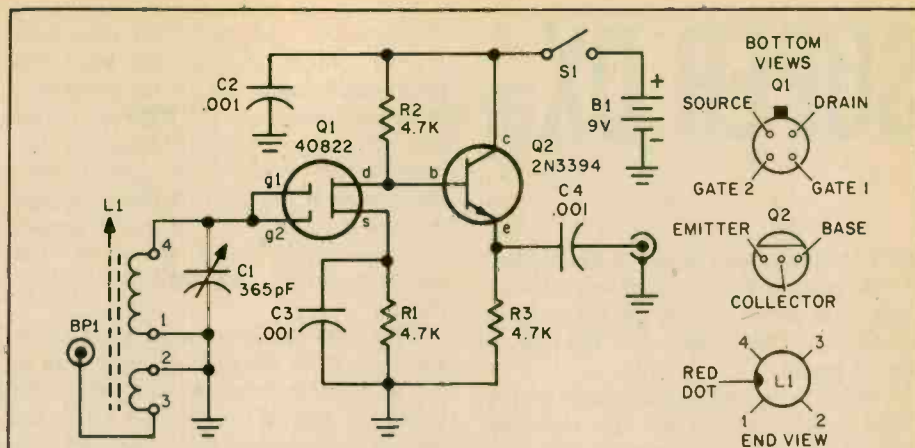 C2
.001
R2
4.7K
Q1
40822
g1
g2
d
s
L1
4
1
2
3
C1
365pF
BP1
C3
.001
R1
4.7K
b
c
e
Q2
2N3394
C4
.001
R3
4.7K
S1
B1
9V
+
-
BOTTOM
VIEWS
Q1
SOURCE
DRAIN
GATE 2
GATE 1
Q2
EMITTER
BASE
COLLECTOR
4
3
RED
DOT
L1
1
2
END VIEW